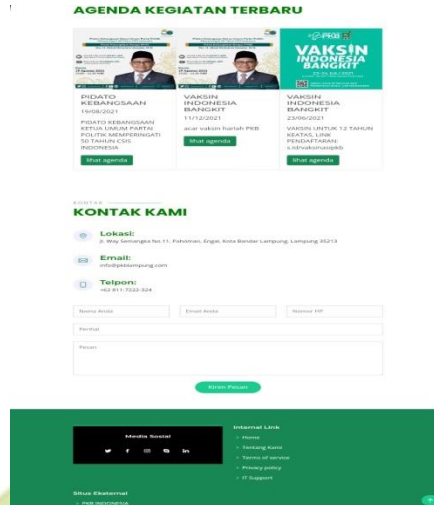 AGENDA KEGIATAN TERBARU
VAKSIN
INDONESIA
BANGKIT
PIDATO
KEBANGSAAN
19/08/2021
PIDATO KEBANGSAAN
KETUA UMUM PARTAI
POLITIK MEMPERINGATI
50 TAHUN CSIS
INDONESIA
lihat agenda
VAKSIN
INDONESIA
BANGKIT
11/12/2021
acar vaksin harlah PKB
lihat agenda
VAKSIN
INDONESIA
BANGKIT
23/06/2021
VAKSIN UNTUK 12 TAHUN
KEATAS, LINK
PENDAFTARAN:
lihat agenda
KONTAK
KONTAK KAMI
Lokasi:
Jl. Way Semangka No 11, Pahoman, Engal, Kota Bandar Lampung, Lampung 35213
Email:
info@pkblampung.com
Telpon:
+62 811-7222-324
Nama Anda
Email Anda
Nomor HP
Perihal
Pesan
Kirim Pesan
Media Sosial
Internal Link
Home
Tentang Kami
Terms of service
Privacy policy
IT Support
Situs Eksternal
PKB INDONESIA